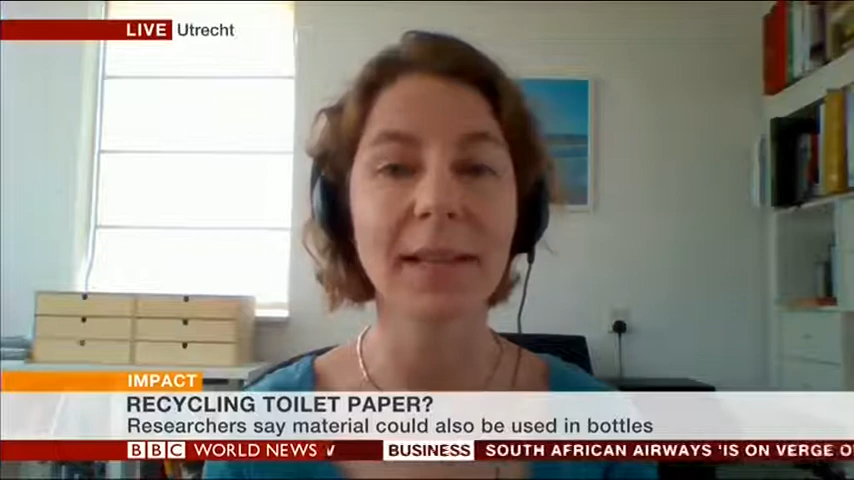 LIVE Utrecht
IMPACT
RECYCLING TOILET PAPER?
Researchers say material could also be used in bottles
BBC WORLD NEWS BUSINESS SOUTH AFRICAN AIRWAYS 'IS ON VERGE